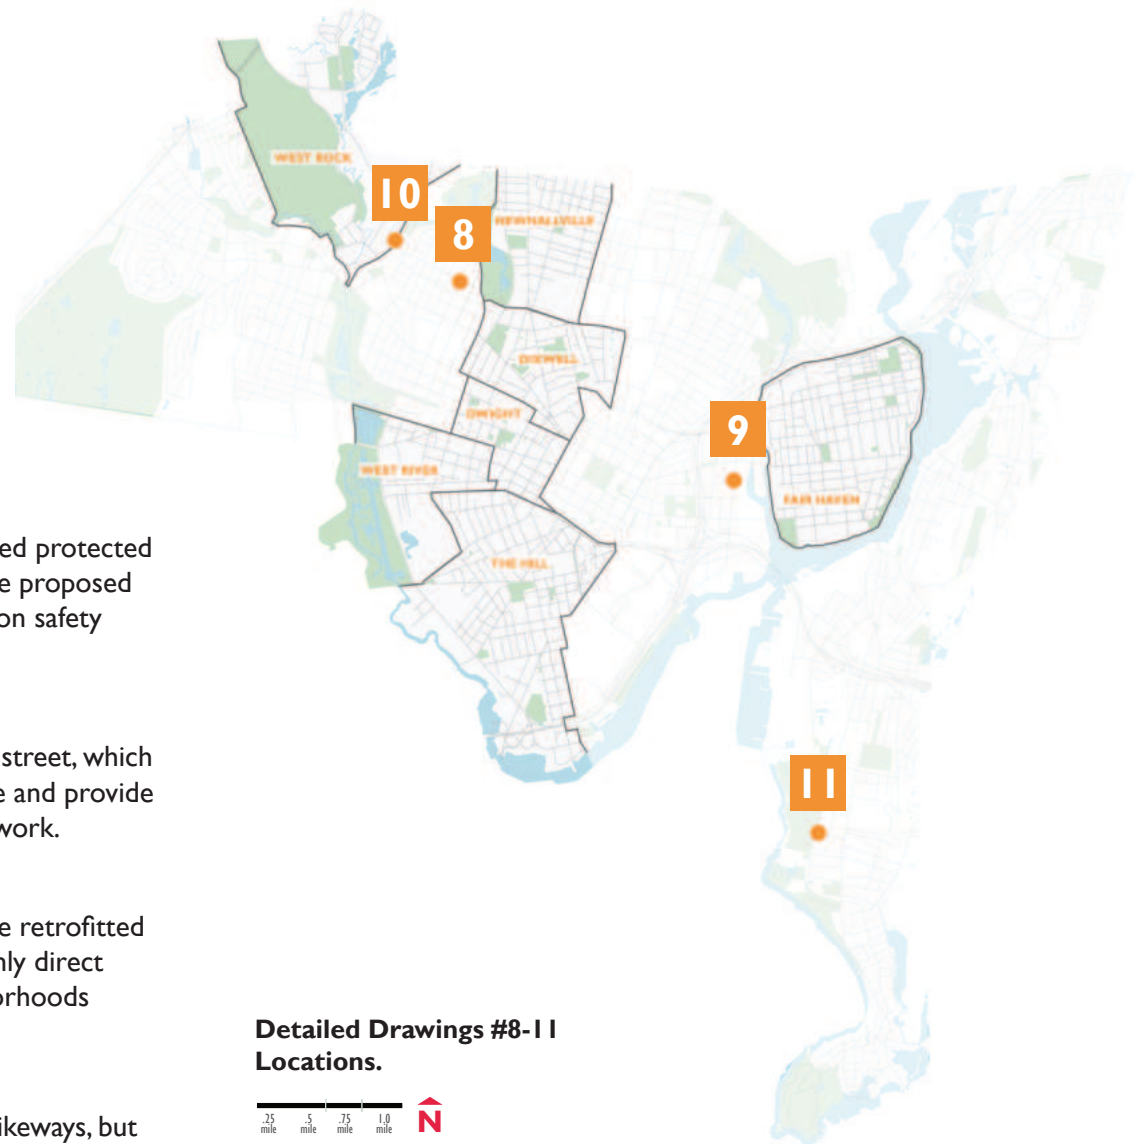 WEST ROCK
10
8
NEWHALLVILLE
DIXWELL
DWIGHT
9
WEST RIVER
FAIR HAVEN
THE HILL
11
ed protected
e proposed
on safety
street, which
e and provide
work.
e retrofitted
nly direct
orhoods
ikeways, but
Detailed Drawings #8-11
Locations.
.25 mile
.5 mile
.75 mile
1.0 mile
N